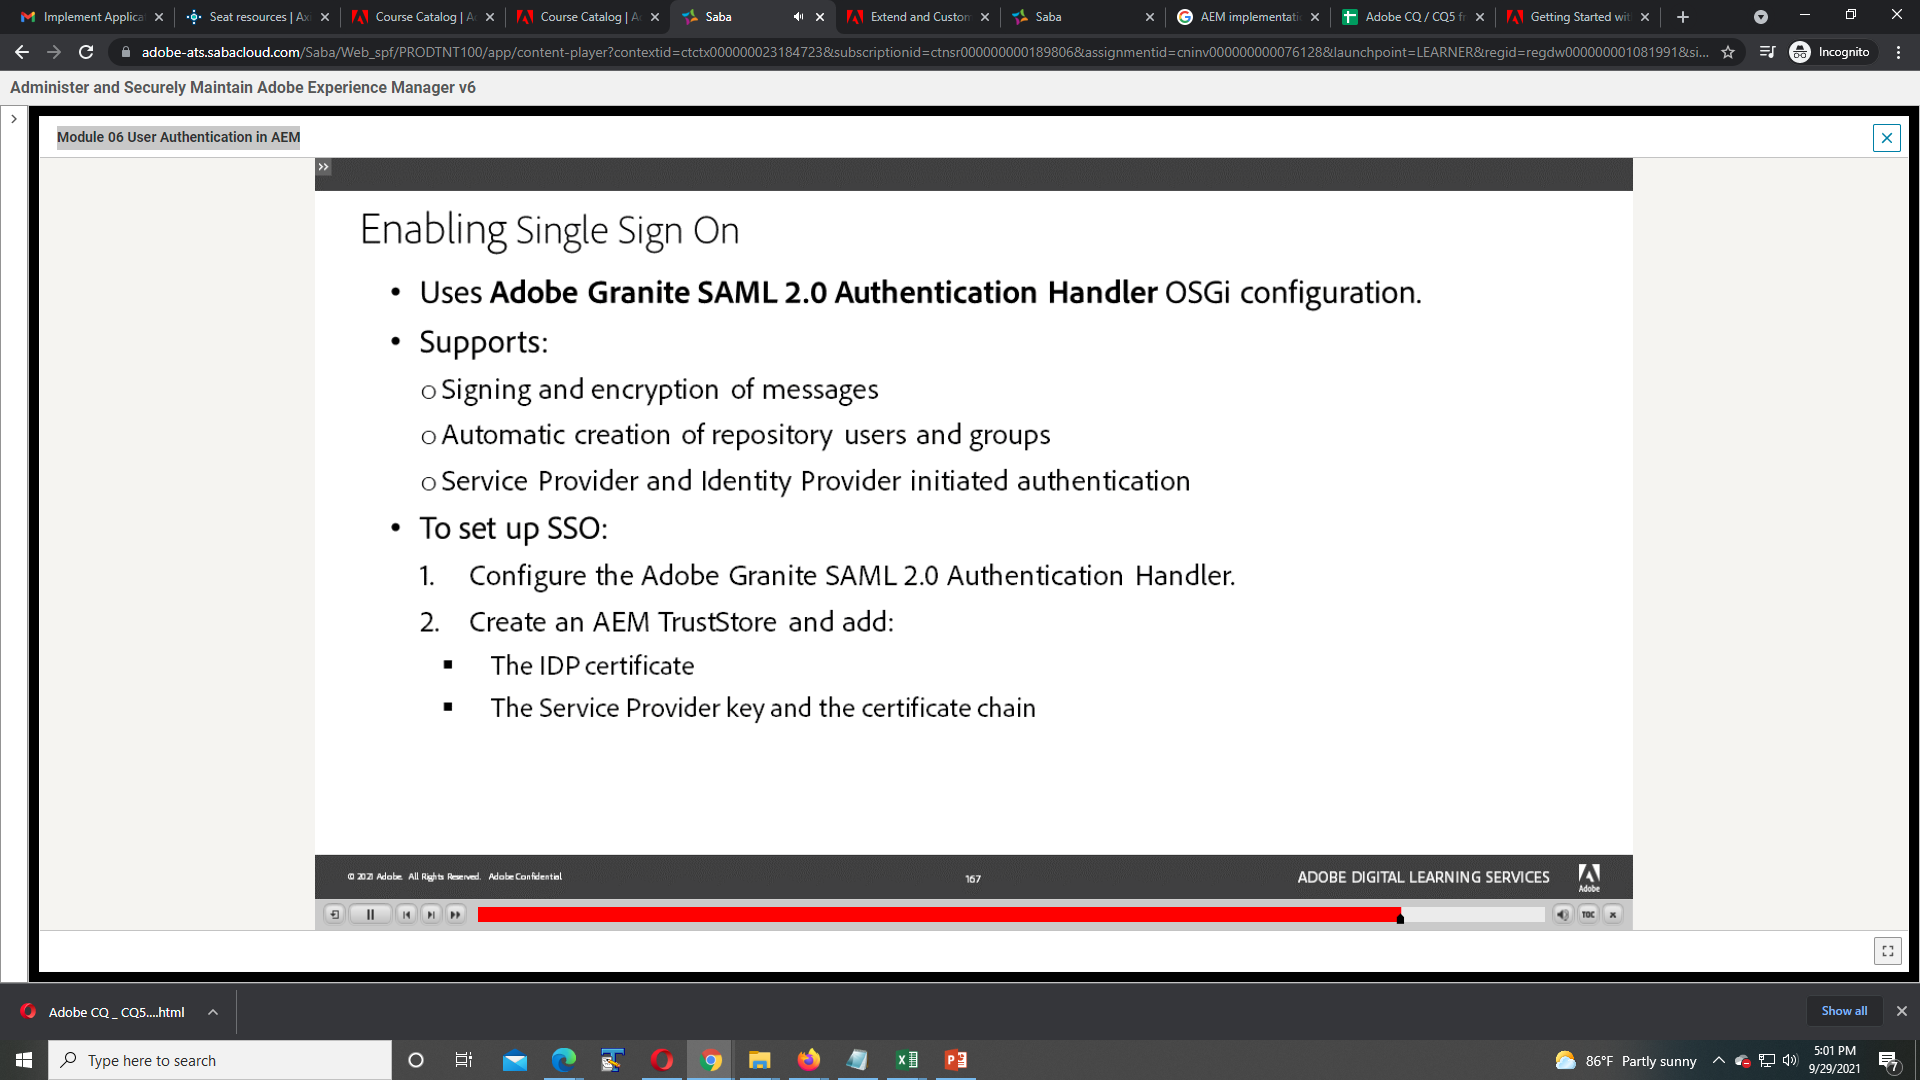 Implement Applica
Seat resources | Ax
Course Catalog | A
Course Catalog | A
Saba
Extend and Custom
Saba
AEM implementati
Adobe CQ / CQ5 f
Getting Started wit
adobe-ats.sabacloud.com/Saba/Web_spf/PRODTNT100/app/content-player?contextid=ctctx000000023184723&subscriptionid=ctnsr000000000189806&assignmentid=cninv000000000076128&launchpoint=LEARNER&regid=regdw000000001081991&si...
Incognito
Administer and Securely Maintain Adobe Experience Manager v6
Module 06 User Authentication in AEM
Enabling Single Sign On
• Uses Adobe Granite SAML 2.0 Authentication Handler OSGi configuration.
• Supports:
o Signing and encryption of messages
o Automatic creation of repository users and groups
o Service Provider and Identity Provider initiated authentication
• To set up SSO:
1. Configure the Adobe Granite SAML 2.0 Authentication Handler.
2. Create an AEM TrustStore and add:
▪ The IDP certificate
▪ The Service Provider key and the certificate chain
© 2021 Adobe. All Rights Reserved. Adobe Confidential
167
ADOBE DIGITAL LEARNING SERVICES
Adobe
TOC
Adobe CQ _ CQ5....html
Show all
Type here to search
86°F Partly sunny
5:01 PM
9/29/2021
7